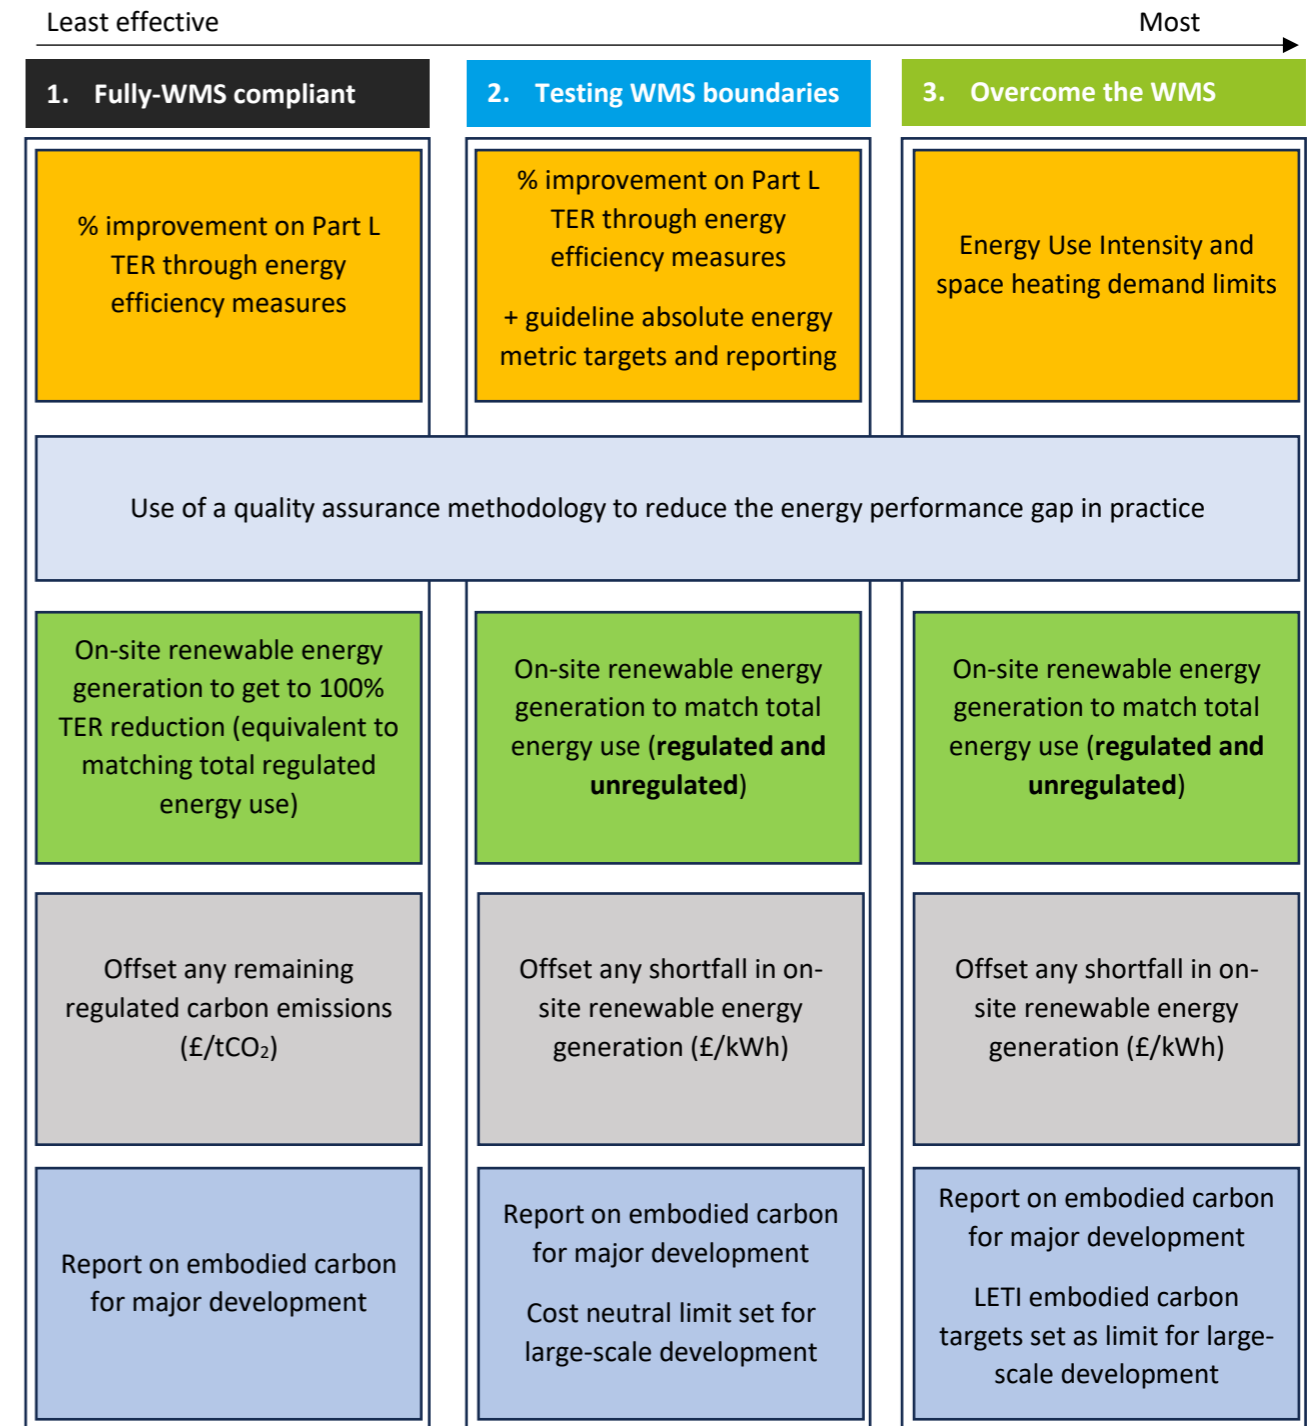 Least effective
Most
1. Fully-WMS compliant
2. Testing WMS boundaries
3. Overcome the WMS
% improvement on Part L
TER through energy
efficiency measures
% improvement on Part L
TER through energy
efficiency measures
+ guideline absolute energy
metric targets and reporting
Energy Use Intensity and
space heating demand limits
Use of a quality assurance methodology to reduce the energy performance gap in practice
On-site renewable energy
generation to get to 100%
TER reduction (equivalent to
matching total regulated
energy use)
On-site renewable energy
generation to match total
energy use (regulated and
unregulated)
On-site renewable energy
generation to match total
energy use (regulated and
unregulated)
Offset any remaining
regulated carbon emissions
(£/tCO₂)
Offset any shortfall in on-
site renewable energy
generation (£/kWh)
Offset any shortfall in on-
site renewable energy
generation (£/kWh)
Report on embodied carbon
for major development
Report on embodied carbon
for major development
Cost neutral limit set for
large-scale development
Report on embodied carbon
for major development
LETI embodied carbon
targets set as limit for large-
scale development